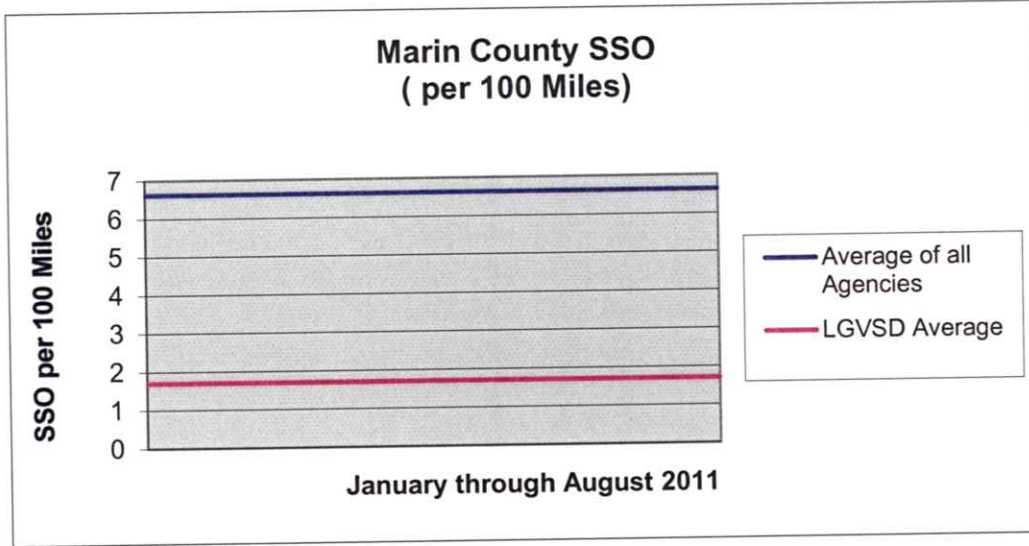 Marin County SSO
( per 100 Miles)
SSO per 100 Miles
7
6
5
4
3
2
1
0
Average of all
Agencies
LGVSD Average
January through August 2011